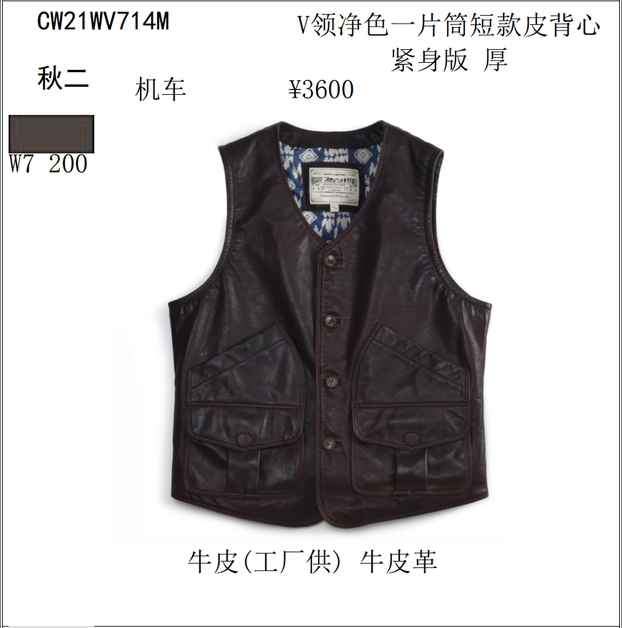 CW21WV714M
V领净色一片筒短款皮背心
紧身版 厚
秋二
机车
¥3600
W7 200
牛皮(工厂供) 牛皮革